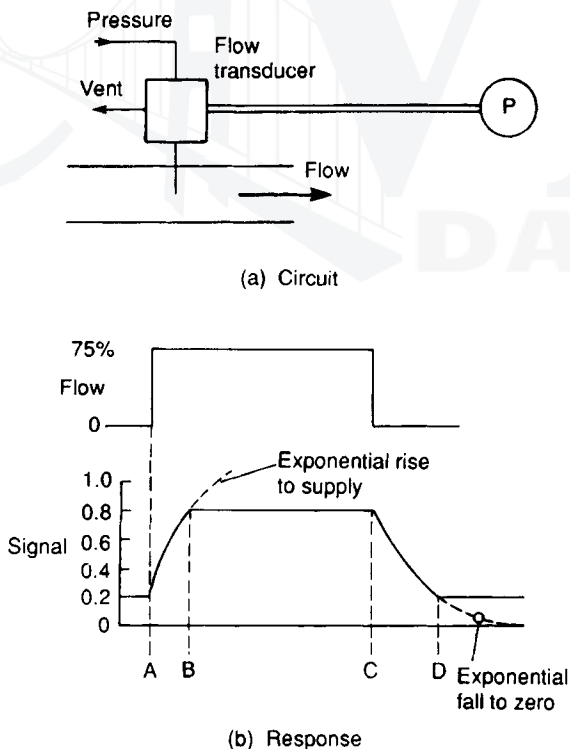 Pressure
Flow
transducer
Vent
P
Flow
(a) Circuit
75%
Flow
0
Exponential rise
to supply
1.0
0.8
Signal 0.6
0.4
0.2
0
A B C D
Exponential
fall to zero
(b) Response